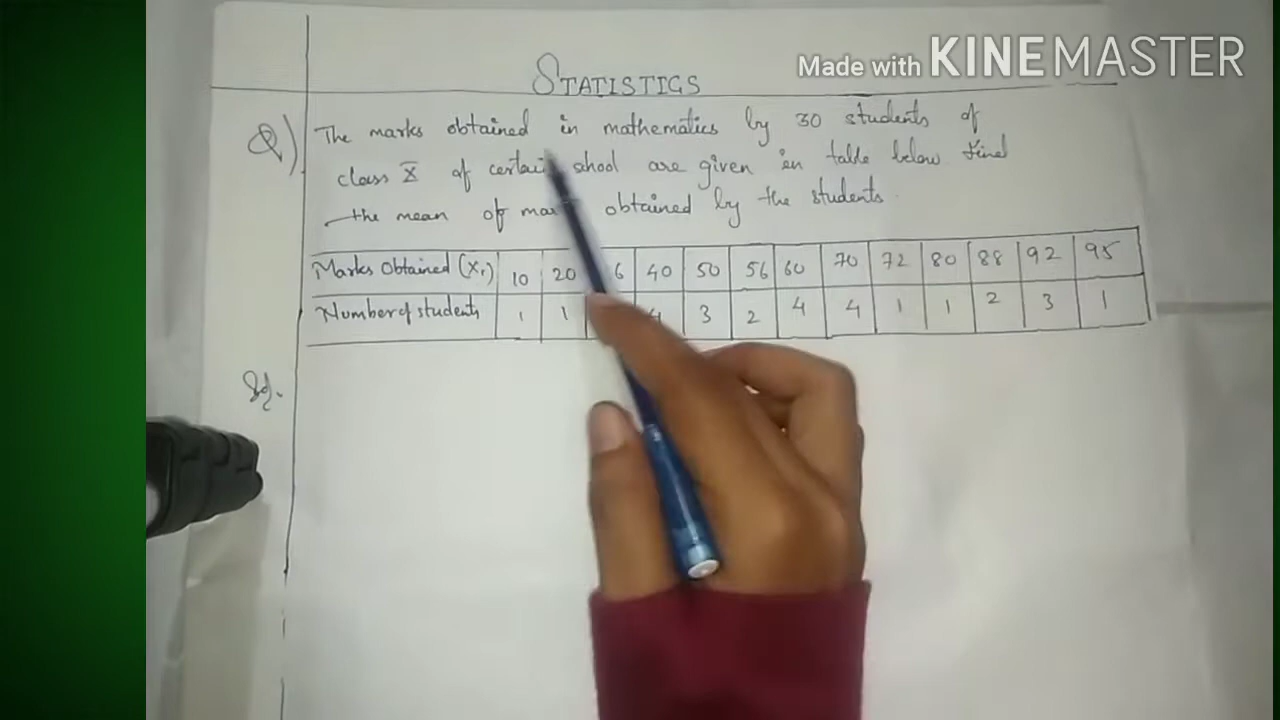 Made with KINEMASTER
STATISTICS
Q) The marks obtained in mathematics by 30 students of
class X of certain school are given in table below find
the mean of obtained by the students.
Marks Obtained (x₁) 10 20 6 40 50 56 60 70 72 80 88 92 95
Number of students 1 1 4 3 2 4 4 1 1 2 3 1
Sol.